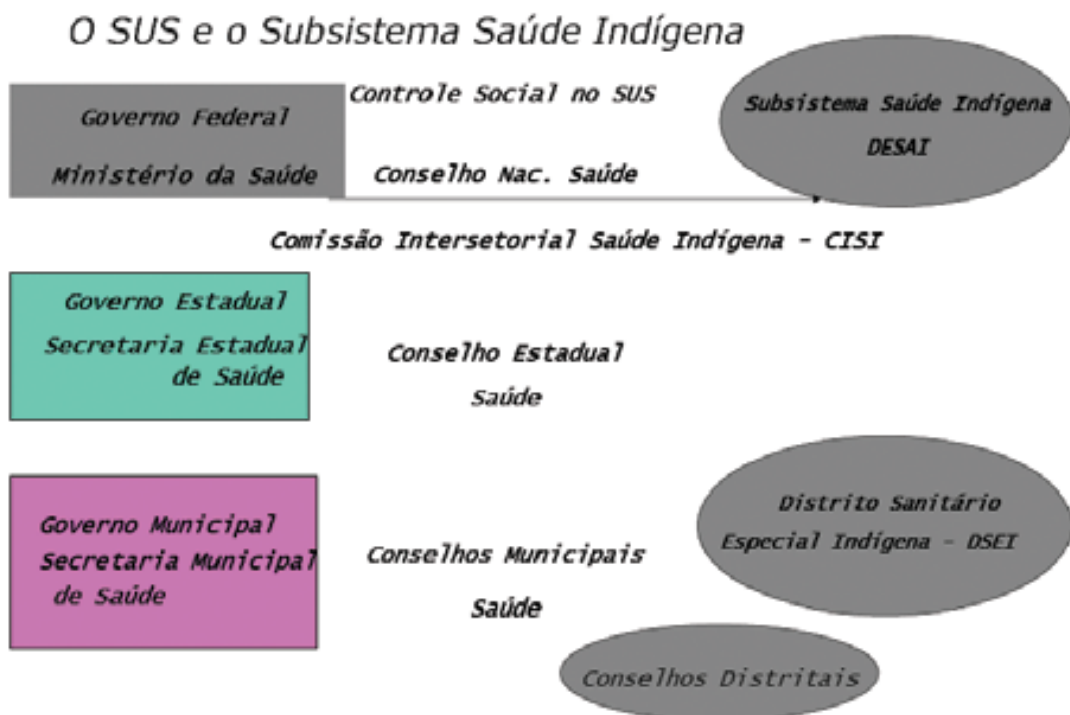 O SUS e o Subsistema Saúde Indígena
Governo Federal
Ministério da Saúde
Controle Social no SUS
Conselho Nac. Saúde
Subsistema Saúde Indígena
DESAI
Comissão Intersetorial Saúde Indígena - CISI
Governo Estadual
Secretaria Estadual
de Saúde
Conselho Estadual
Saúde
Governo Municipal
Secretaria Municipal
de Saúde
Conselhos Municipais
Saúde
Distrito Sanitário
Especial Indígena - DSEI
Conselhos Distritais